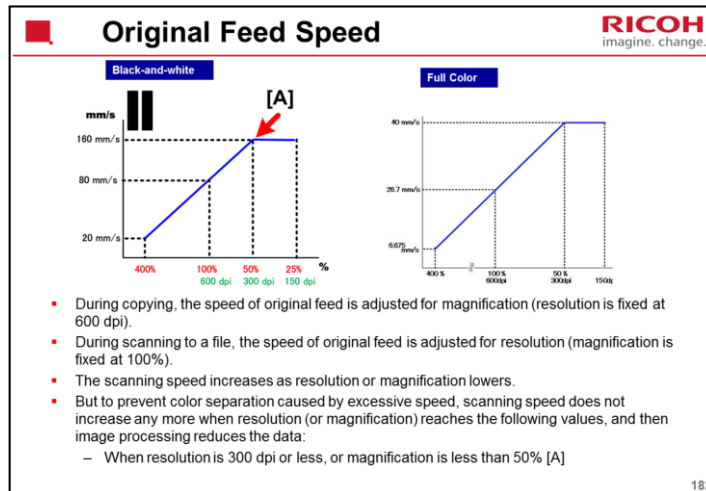 Original Feed Speed
RICOH
imagine. change.
Black-and-white
Full Color
[A]
mm/s
160 mm/s
80 mm/s
20 mm/s
400%
100%
50%
25%
%
600 dpi
300 dpi
150 dpi
40 mm/s
25.7 mm/s
6.675
mm/s
400 %
100 %
50 %
600dpi
300dpi
150dp
▪ During copying, the speed of original feed is adjusted for magnification (resolution is fixed at
600 dpi).
▪ During scanning to a file, the speed of original feed is adjusted for resolution (magnification is
fixed at 100%).
▪ The scanning speed increases as resolution or magnification lowers.
▪ But to prevent color separation caused by excessive speed, scanning speed does not
increase any more when resolution (or magnification) reaches the following values, and then
image processing reduces the data:
– When resolution is 300 dpi or less, or magnification is less than 50% [A]